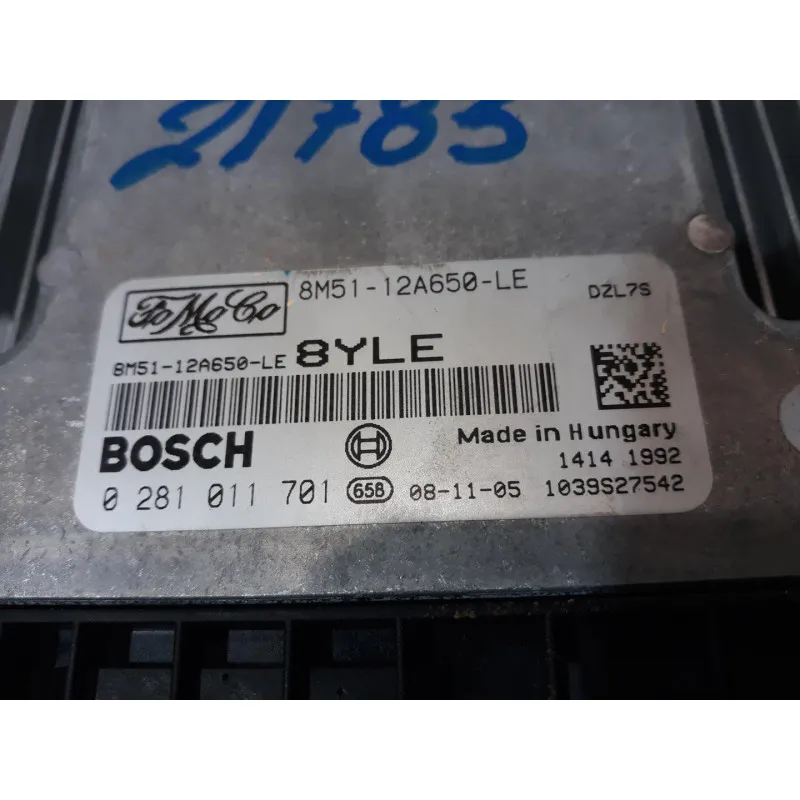 21783
FoMoCo
8M51-12A650-LE
DZL7S
8M51-12A650-LE 8YLE
BOSCH
Made in Hungary
1414 1992
0 281 011 701 658 08-11-05 1039S27542